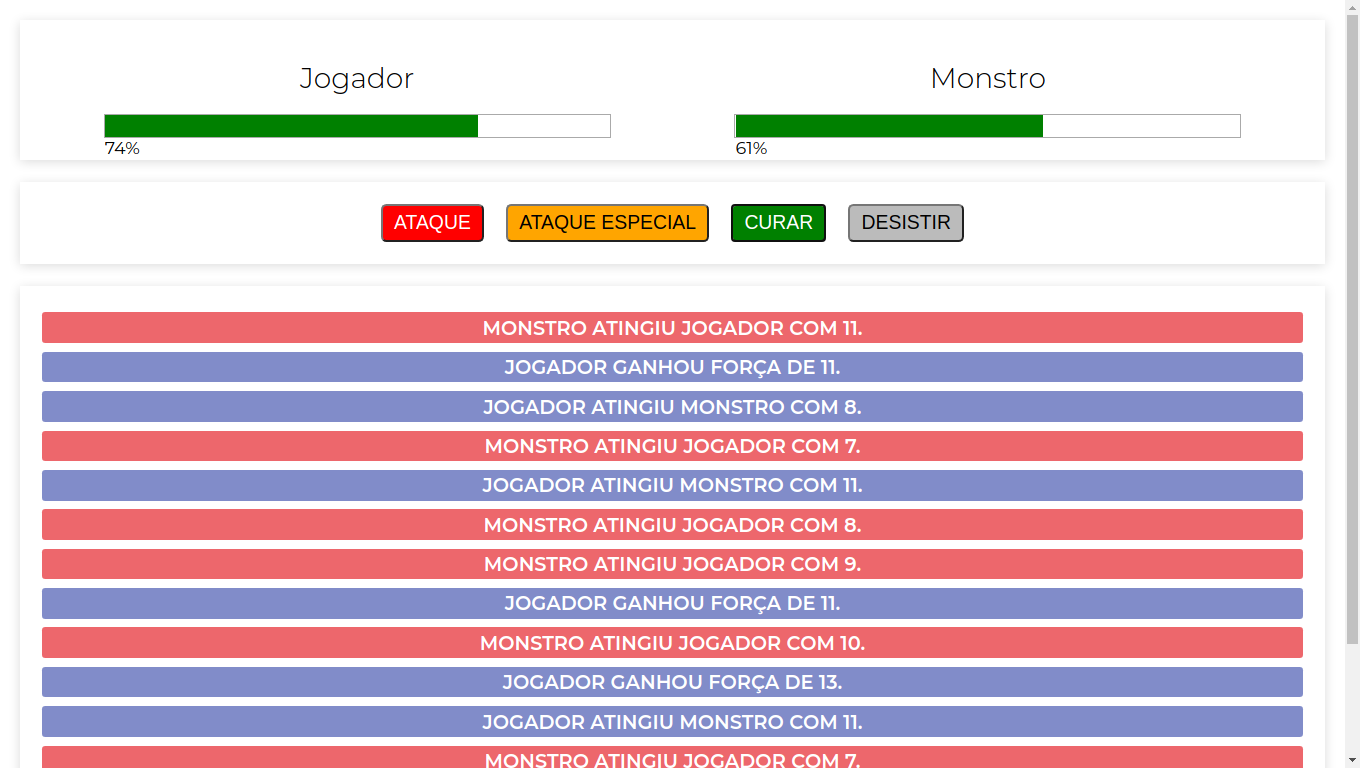 Jogador
Monstro
74%
61%
ATAQUE
ATAQUE ESPECIAL
CURAR
DESISTIR
MONSTRO ATINGIU JOGADOR COM 11.
JOGADOR GANHOU FORÇA DE 11.
JOGADOR ATINGIU MONSTRO COM 8.
MONSTRO ATINGIU JOGADOR COM 7.
JOGADOR ATINGIU MONSTRO COM 11.
MONSTRO ATINGIU JOGADOR COM 8.
MONSTRO ATINGIU JOGADOR COM 9.
JOGADOR GANHOU FORÇA DE 11.
MONSTRO ATINGIU JOGADOR COM 10.
JOGADOR GANHOU FORÇA DE 13.
JOGADOR ATINGIU MONSTRO COM 11.
MONSTRO ATINGIU JOGADOR COM 7.